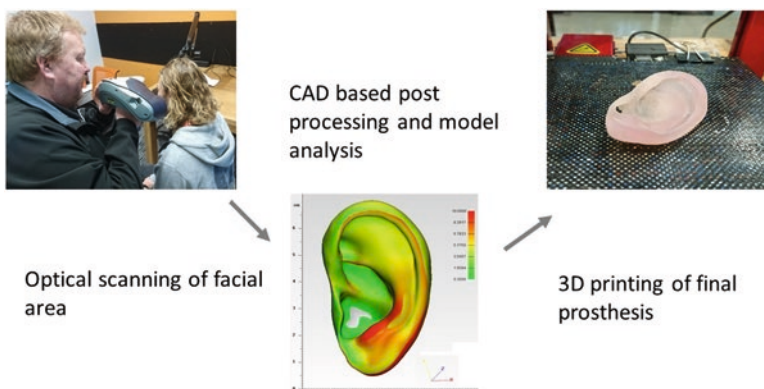 CAD based post
processing and model
analysis
Optical scanning of facial
area
3D printing of final
prosthesis